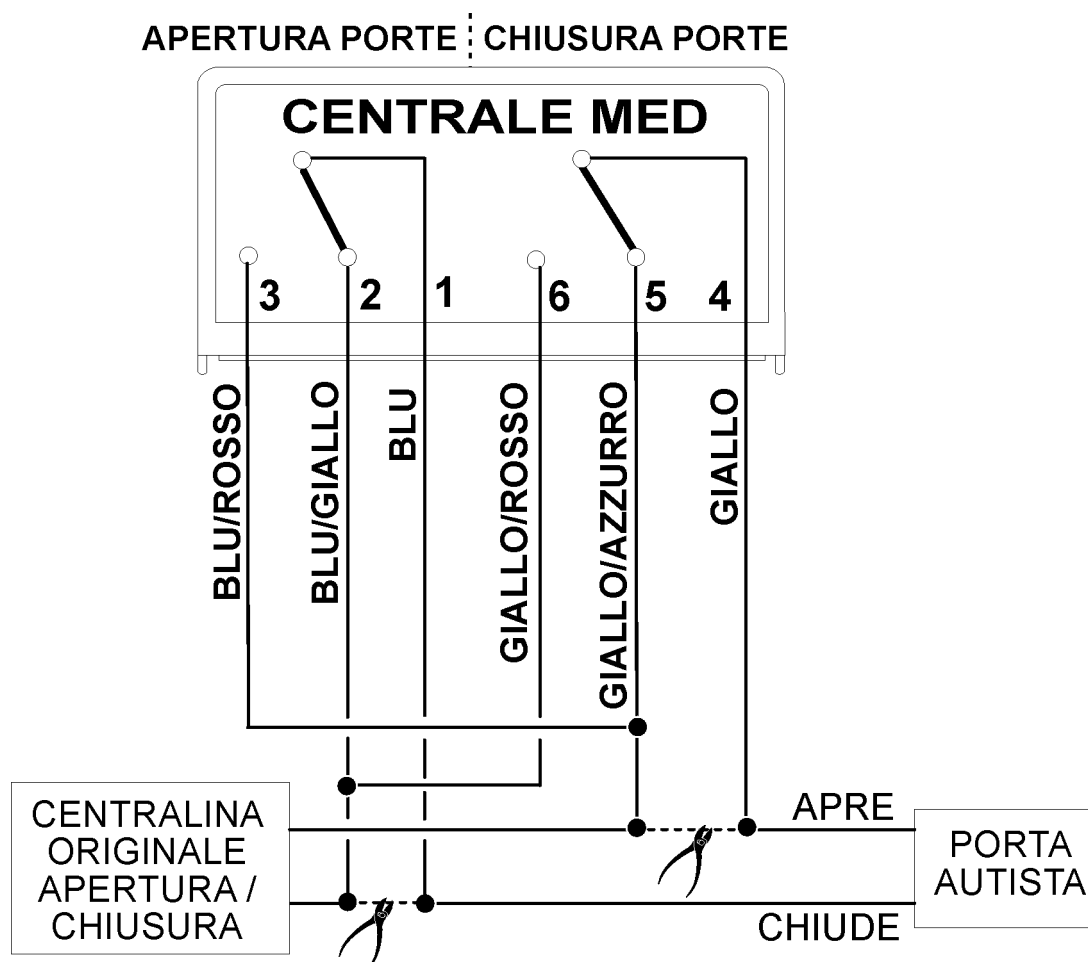 APERTURA PORTE CHIUSURA PORTE
CENTRALE MED
3 2 1 6 5 4
BLU/ROSSO
BLU/GIALLO
BLU
GIALLO/ROSSO
GIALLO/AZZURRO
GIALLO
CENTRALINA
ORIGINALE
APERTURA /
CHIUSURA
APRE
CHIUDE
PORTA
AUTISTA